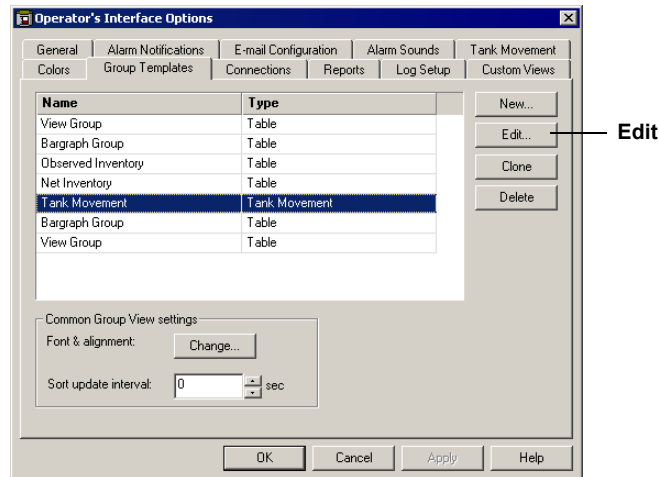 Operator's Interface Options
General Alarm Notifications E-mail Configuration Alarm Sounds Tank Movement
Colors Group Templates Connections Reports Log Setup Custom Views
Name Type
View Group Table
Bargraph Group Table
Observed Inventory Table
Net Inventory Table
Tank Movement Tank Movement
Bargraph Group Table
View Group Table
New...
Edit...
Edit
Clone
Delete
Common Group View settings
Font & alignment: Change...
Sort update interval: 0 sec
OK Cancel Apply Help